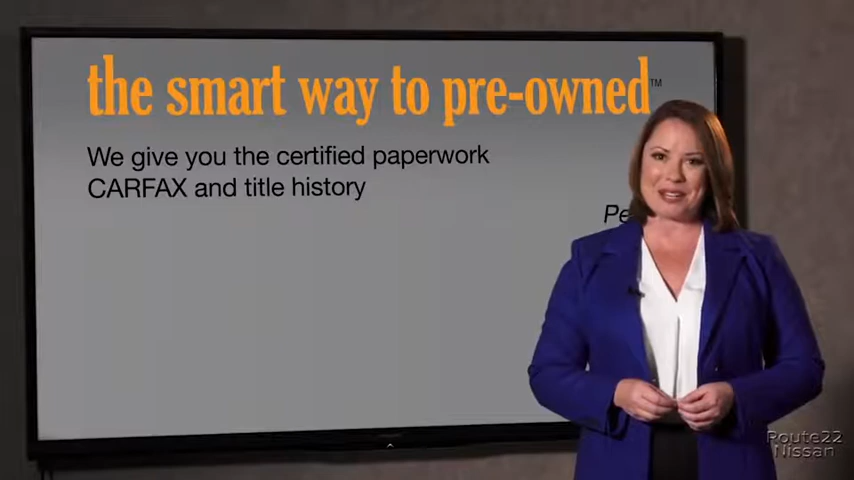 the smart way to pre-owned™
We give you the certified paperwork
CARFAX and title history
Route22
Nissan